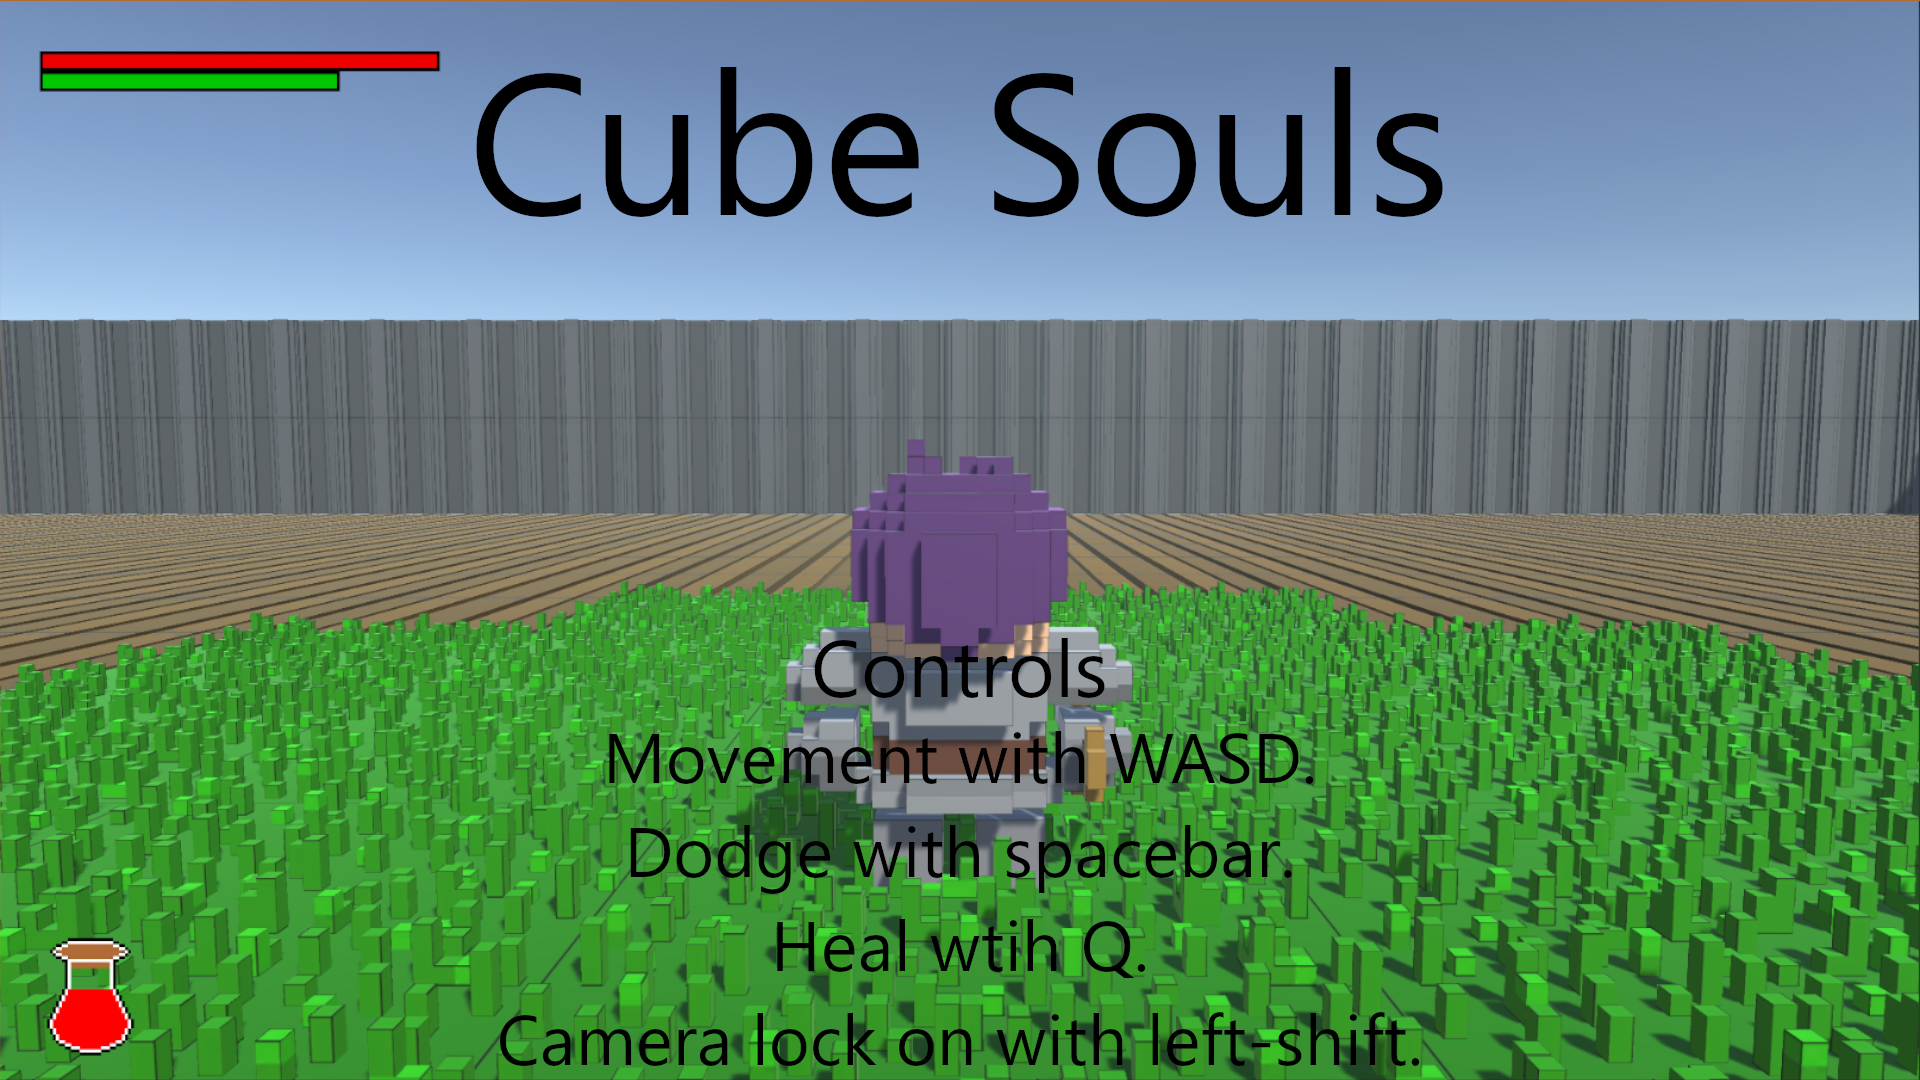 Cube Souls
Controls
Movement with WASD.
Dodge with spacebar.
Heal wtih Q.
Camera lock on with left-shift.